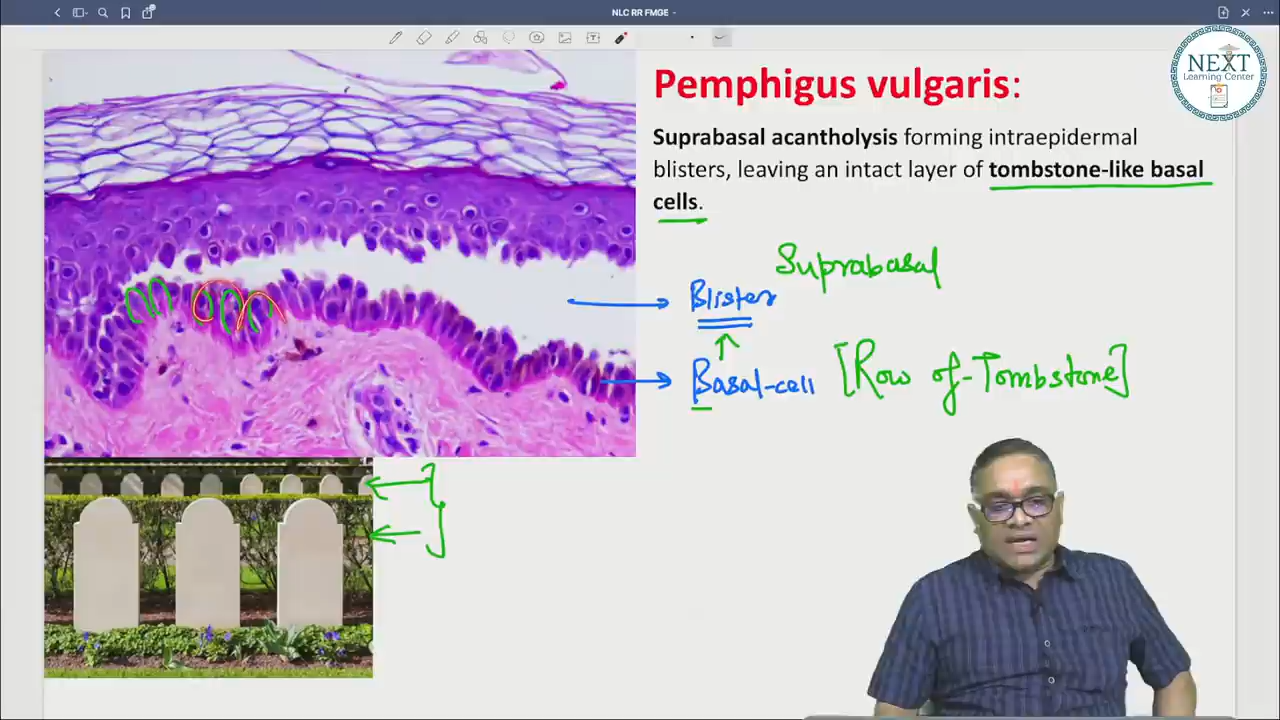 NLC RR FMGE
NEXT
Learning Center
Pemphigus vulgaris:
Suprabasal acantholysis forming intraepidermal
blisters, leaving an intact layer of tombstone-like basal
cells.
Suprabasal
Blister
Basal-cell [Row of-Tombstone]